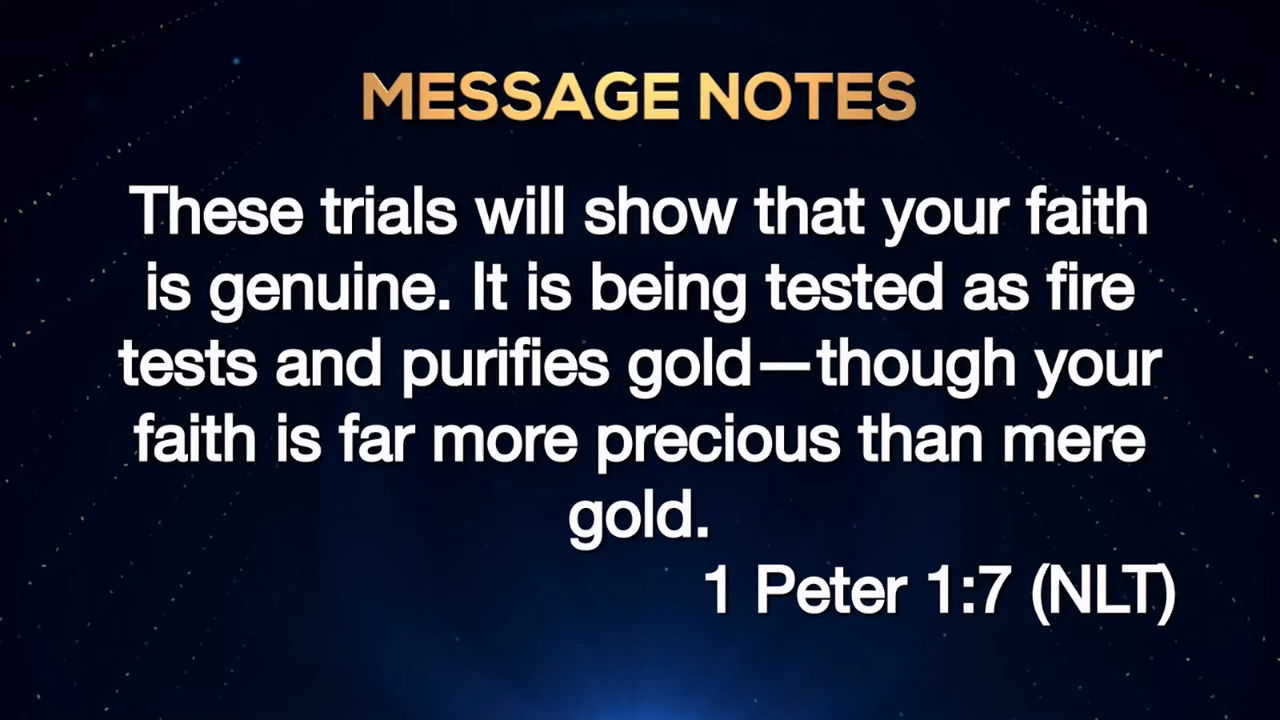 MESSAGE NOTES
These trials will show that your faith
is genuine. It is being tested as fire
tests and purifies gold—though your
faith is far more precious than mere
gold.
1 Peter 1:7 (NLT)